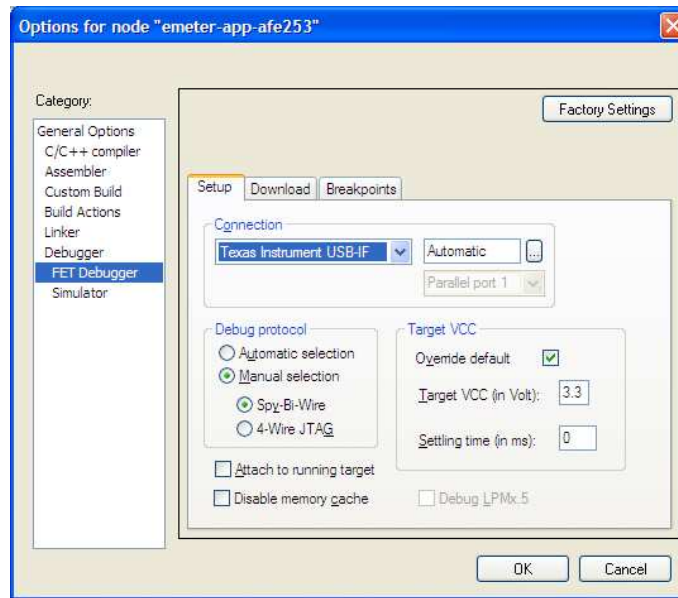 Options for node "emeter-app-afe253"
Category:
Factory Settings
General Options
C/C++ compiler
Assembler
Custom Build
Build Actions
Linker
Debugger
FET Debugger
Simulator
Setup Download Breakpoints
Connection
Texas Instrument USB-IF Automatic ...
Parallel port 1
Debug protocol
Automatic selection
Manual selection
Spy-Bi-Wire
4-Wire JTAG
Target VCC
Override default
Target VCC (in Volt): 3.3
Settling time (in ms): 0
Attach to running target
Disable memory cache
Debug LPMx.5
OK Cancel